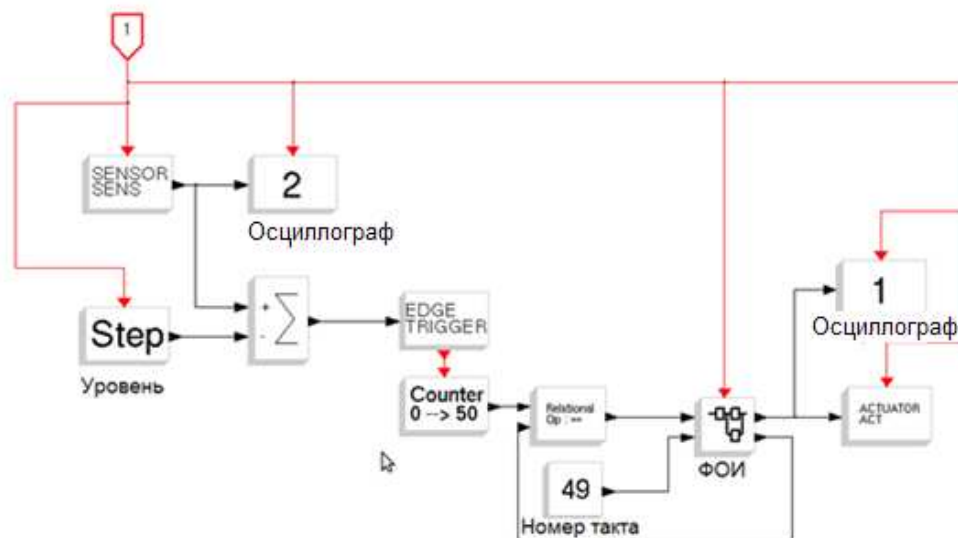 1
SENSOR
SENS
2
Осциллограф
Step
Уровень
+
-
Σ
EDGE
TRIGGER
Counter
0 --> 50
Relational
Op : ==
49
Номер такта
ФОИ
1
Осциллограф
ACTUATOR
ACT